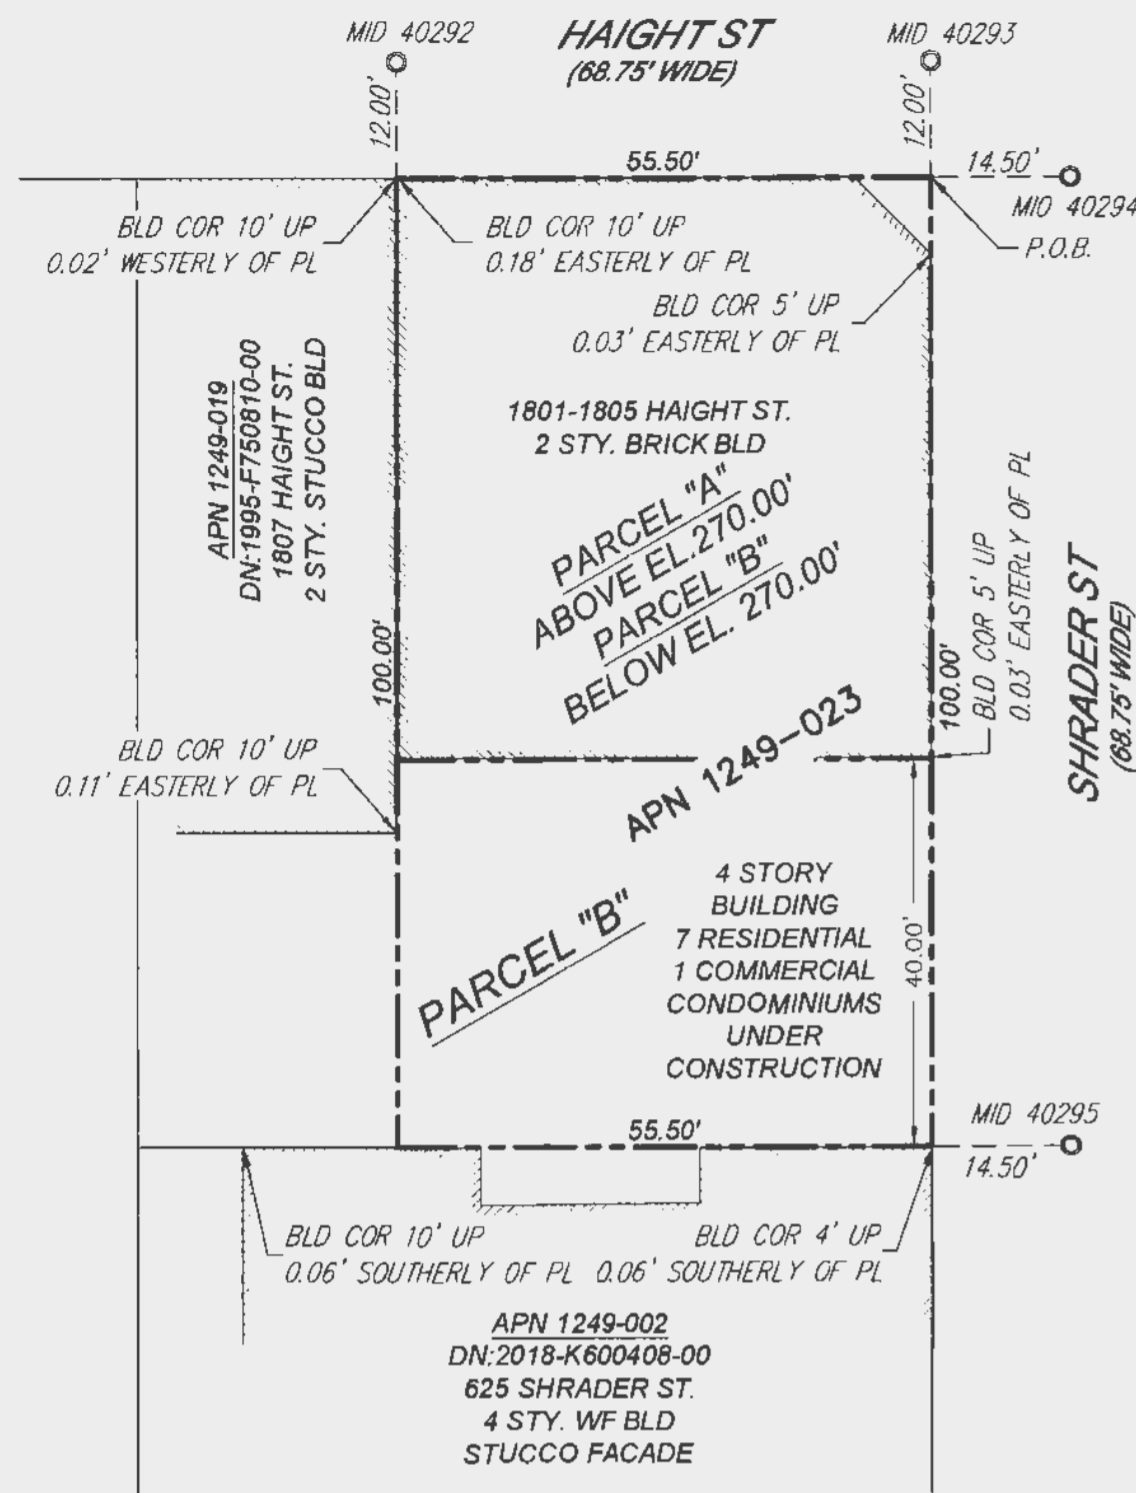 MID 40292
HAIGHT ST
(68.75' WIDE)
MID 40293
12.00'
12.00'
55.50'
14.50'
MID 40294
P.O.B.
BLD COR 10' UP
0.02' WESTERLY OF PL
BLD COR 10' UP
0.18' EASTERLY OF PL
BLD COR 5' UP
0.03' EASTERLY OF PL
APN 1249-019
DN:1995-F750810-00
1807 HAIGHT ST.
2 STY. STUCCO BLD
1801-1805 HAIGHT ST.
2 STY. BRICK BLD
PARCEL "A"
ABOVE EL.270.00'
PARCEL "B"
BELOW EL. 270.00'
100.00'
100.00'
BLD COR 5' UP
0.03' EASTERLY OF PL
SHRADER ST
(68.75' WIDE)
BLD COR 10' UP
0.11' EASTERLY OF PL
APN 1249-023
PARCEL "B"
4 STORY
BUILDING
7 RESIDENTIAL
1 COMMERCIAL
CONDOMINIUMS
UNDER
CONSTRUCTION
40.00'
55.50'
MID 40295
14.50'
BLD COR 10' UP
0.06' SOUTHERLY OF PL
BLD COR 4' UP
0.06' SOUTHERLY OF PL
APN 1249-002
DN:2018-K600408-00
625 SHRADER ST.
4 STY. WF BLD
STUCCO FACADE